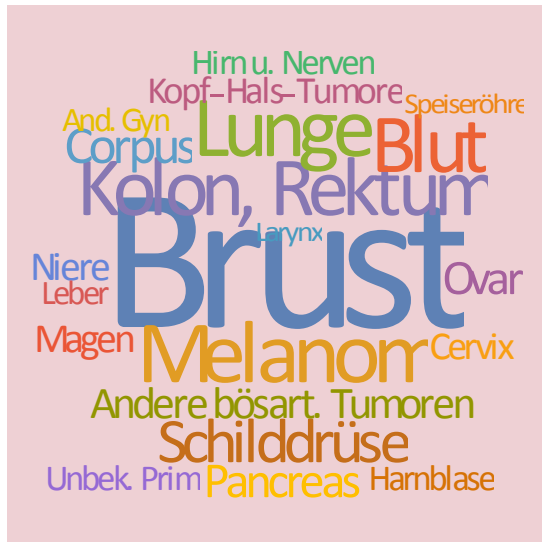 Hirn u. Nerven
Kopf–Hals–Tumore
Speiseröhre
And. Gyn
Lunge
Blut
Corpus
Kolon, Rektum
Brust
Larynx
Niere
Ovar
Leber
Magen
Melanom
Cervix
Andere bösart. Tumoren
Schilddrüse
Unbek. Prim
Pancreas
Harnblase